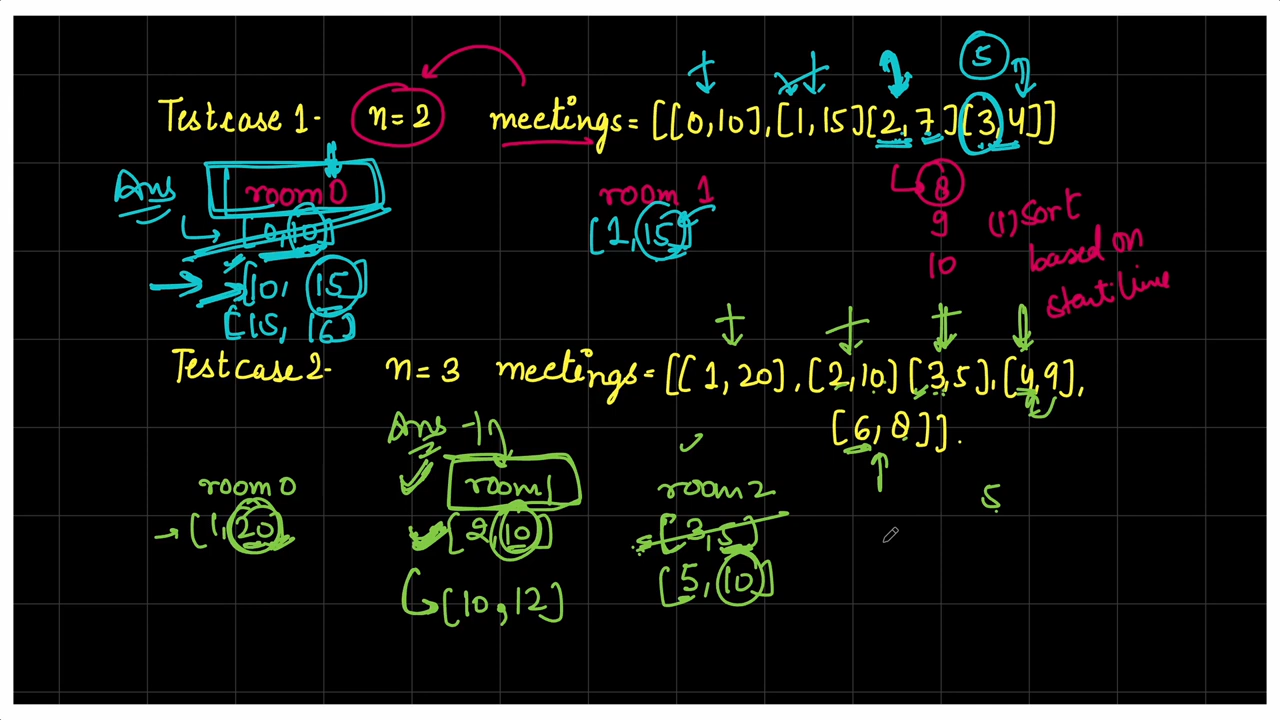 5
Testcase 1- n=2 meetings= [[0,10],[1,15][2,7][3,4]]
Ans room 0 room 1 8
[0,10] [1,15] 9 (1) Sort
[10, 15] 10 based on
[15, 16] start time
Testcase 2- n=3 meetings= [[1,20],[2,10][3,5],[4,9],
[6,8]].
Ans - 1
room 0 room 1 room 2 5
[1,20] [2,10] [3,5]
[10,12] [5,10]